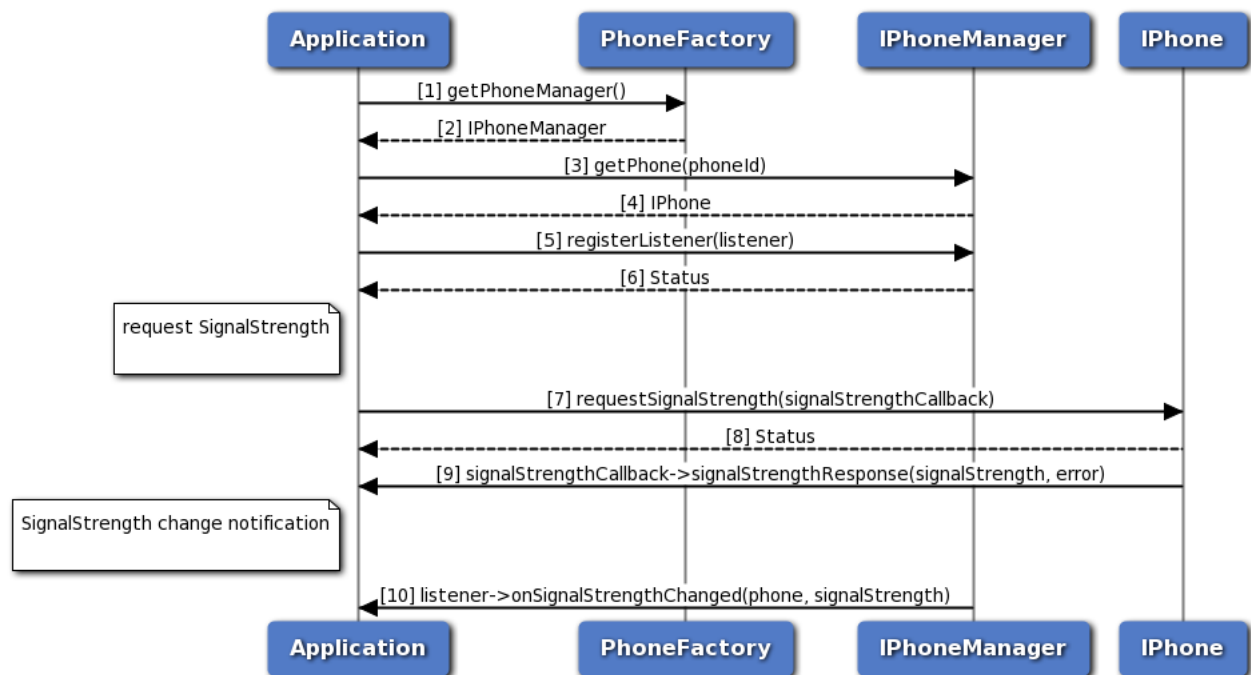 Application PhoneFactory IPhoneManager IPhone
[1] getPhoneManager()
[2] IPhoneManager
[3] getPhone(phoneId)
[4] IPhone
[5] registerListener(listener)
[6] Status
request SignalStrength
[7] requestSignalStrength(signalStrengthCallback)
[8] Status
[9] signalStrengthCallback->signalStrengthResponse(signalStrength, error)
SignalStrength change notification
[10] listener->onSignalStrengthChanged(phone, signalStrength)
Application PhoneFactory IPhoneManager IPhone